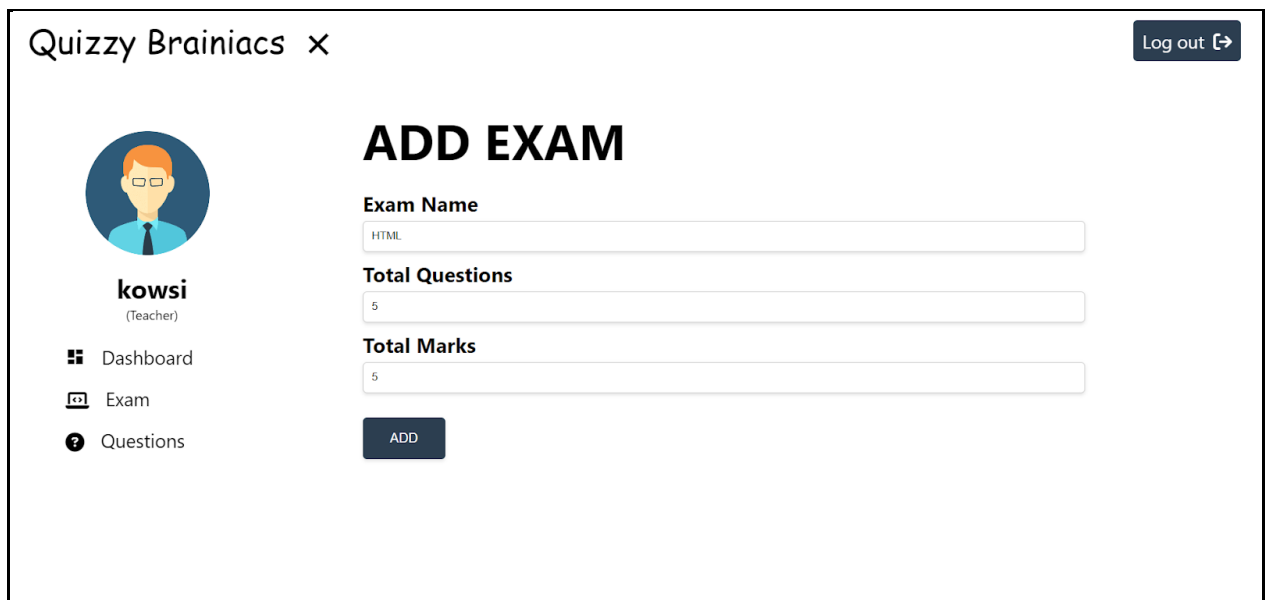 Quizzy Brainiacs
Log out
kowsi
(Teacher)
Dashboard
Exam
Questions
ADD EXAM
Exam Name
HTML
Total Questions
5
Total Marks
5
ADD